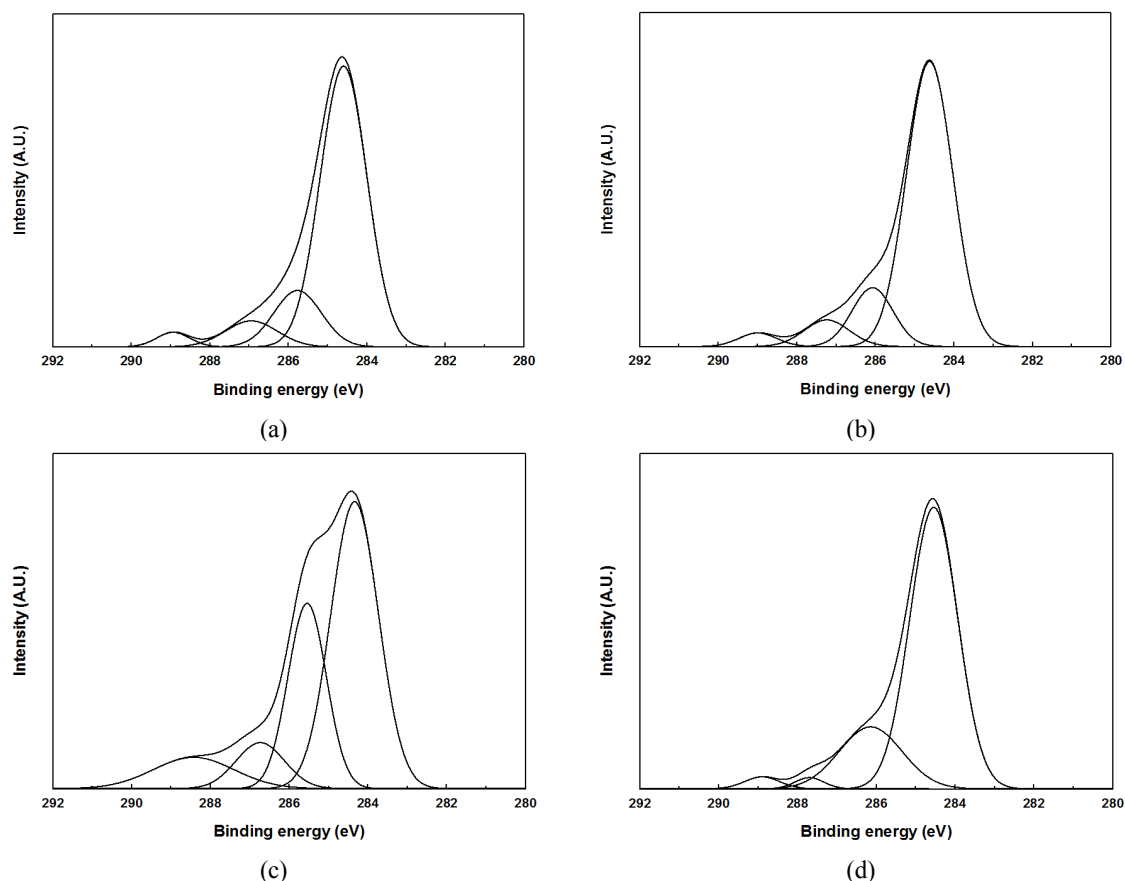 Intensity (A.U.)
292 290 288 286 284 282 280
Binding energy (eV)
(a)
Intensity (A.U.)
292 290 288 286 284 282 280
Binding energy (eV)
(b)
Intensity (A.U.)
292 290 288 286 284 282 280
Binding energy (eV)
(c)
Intensity (A.U.)
292 290 288 286 284 282 280
Binding energy (eV)
(d)